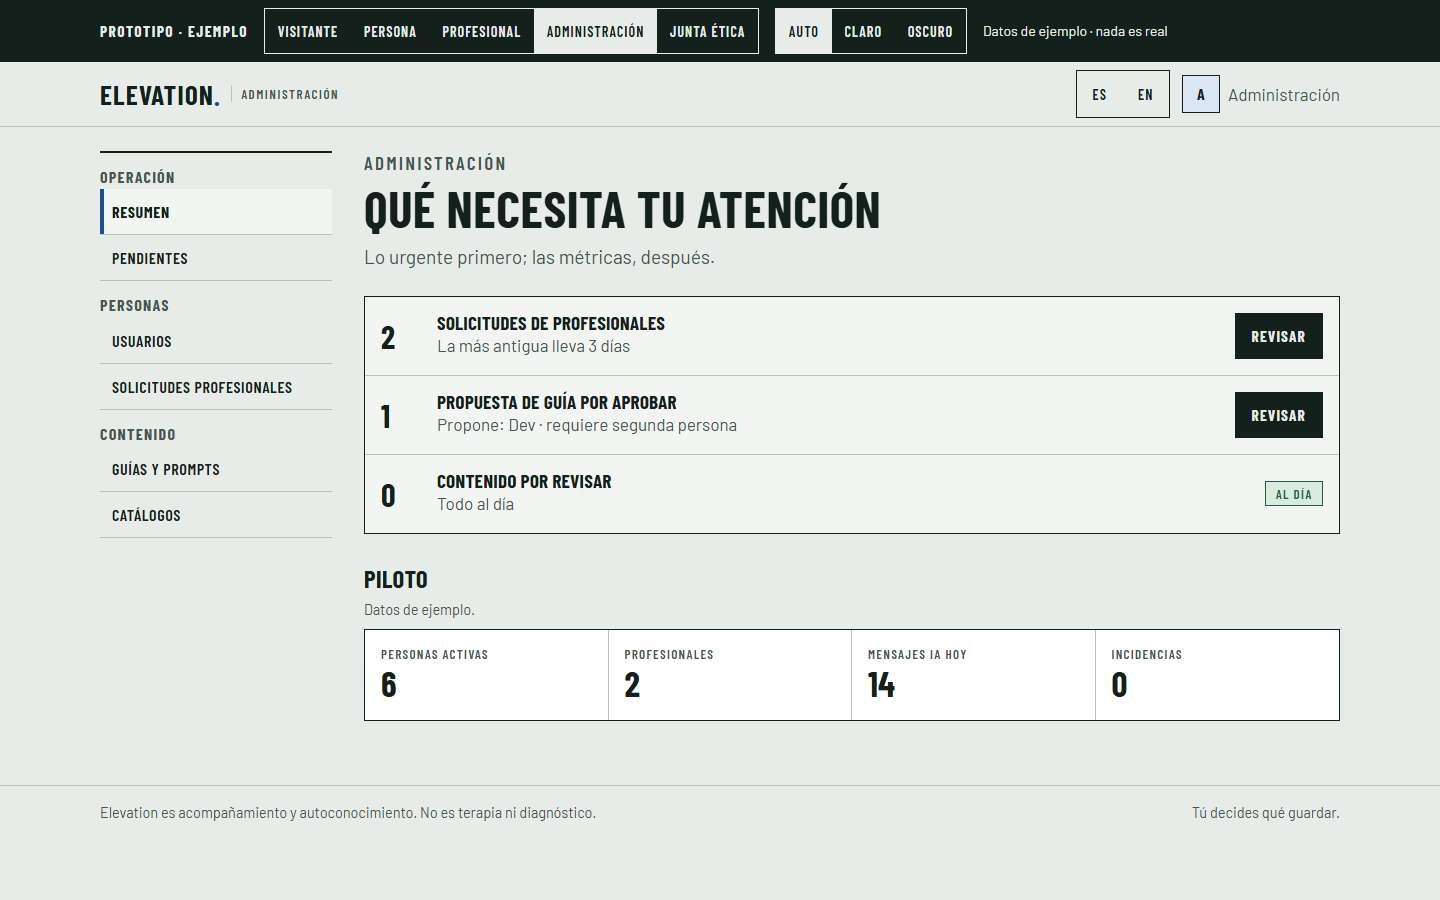 PROTOTIPO · EJEMPLO
VISITANTE
PERSONA
PROFESIONAL
ADMINISTRACIÓN
JUNTA ÉTICA
AUTO
CLARO
OSCURO
Datos de ejemplo · nada es real
ELEVATION.
ADMINISTRACIÓN
ES
EN
A
Administración
OPERACIÓN
RESUMEN
PENDIENTES
PERSONAS
USUARIOS
SOLICITUDES PROFESIONALES
CONTENIDO
GUÍAS Y PROMPTS
CATÁLOGOS
ADMINISTRACIÓN
QUÉ NECESITA TU ATENCIÓN
Lo urgente primero; las métricas, después.
2
SOLICITUDES DE PROFESIONALES
La más antigua lleva 3 días
REVISAR
1
PROPUESTA DE GUÍA POR APROBAR
Propone: Dev · requiere segunda persona
REVISAR
0
CONTENIDO POR REVISAR
Todo al día
AL DÍA
PILOTO
Datos de ejemplo.
PERSONAS ACTIVAS
6
PROFESIONALES
2
MENSAJES IA HOY
14
INCIDENCIAS
0
Elevation es acompañamiento y autoconocimiento. No es terapia ni diagnóstico.
Tú decides qué guardar.